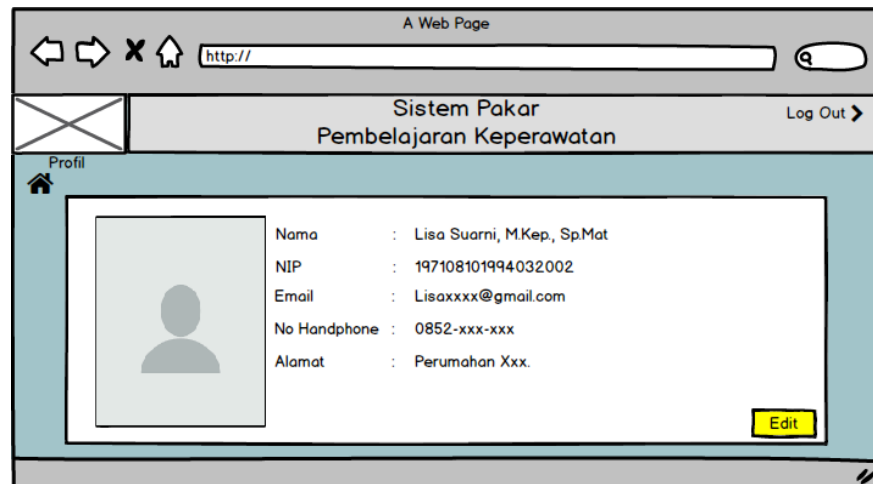 A Web Page
http://
Sistem Pakar
Pembelajaran Keperawatan
Log Out
Profil
Nama : Lisa Suarni, M.Kep., Sp.Mat
NIP : 197108101994032002
Email : Lisaxxxx@gmail.com
No Handphone : 0852-xxx-xxx
Alamat : Perumahan Xxx.
Edit